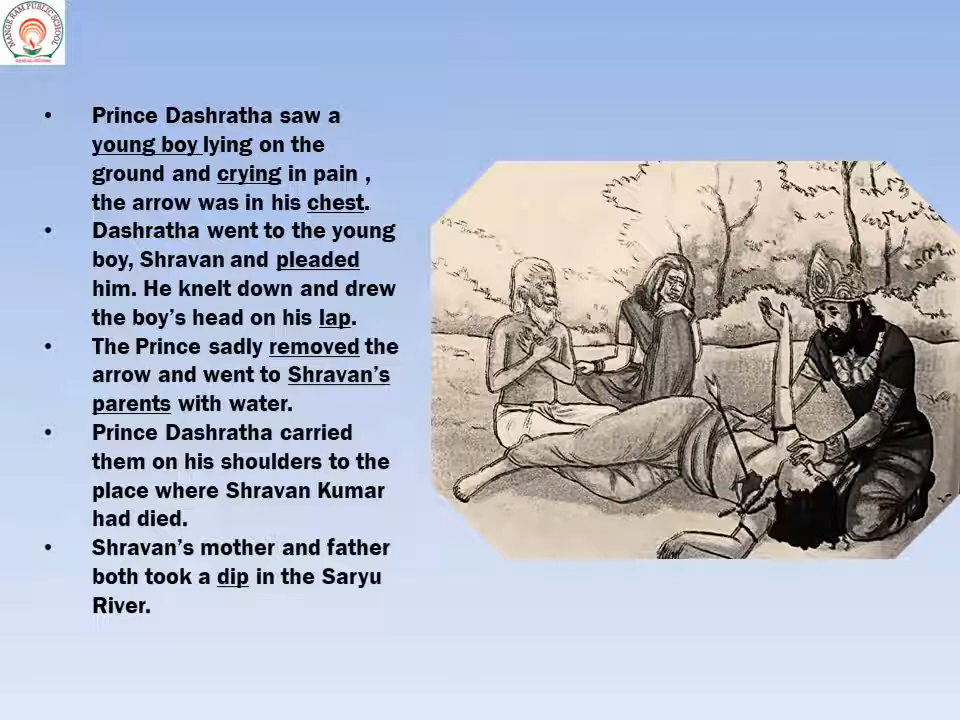 MANGE RAM PUBLIC SCHOOL
• Prince Dashratha saw a
young boy lying on the
ground and crying in pain ,
the arrow was in his chest.
• Dashratha went to the young
boy, Shravan and pleaded
him. He knelt down and drew
the boy's head on his lap.
• The Prince sadly removed the
arrow and went to Shravan's
parents with water.
• Prince Dashratha carried
them on his shoulders to the
place where Shravan Kumar
had died.
• Shravan's mother and father
both took a dip in the Saryu
River.